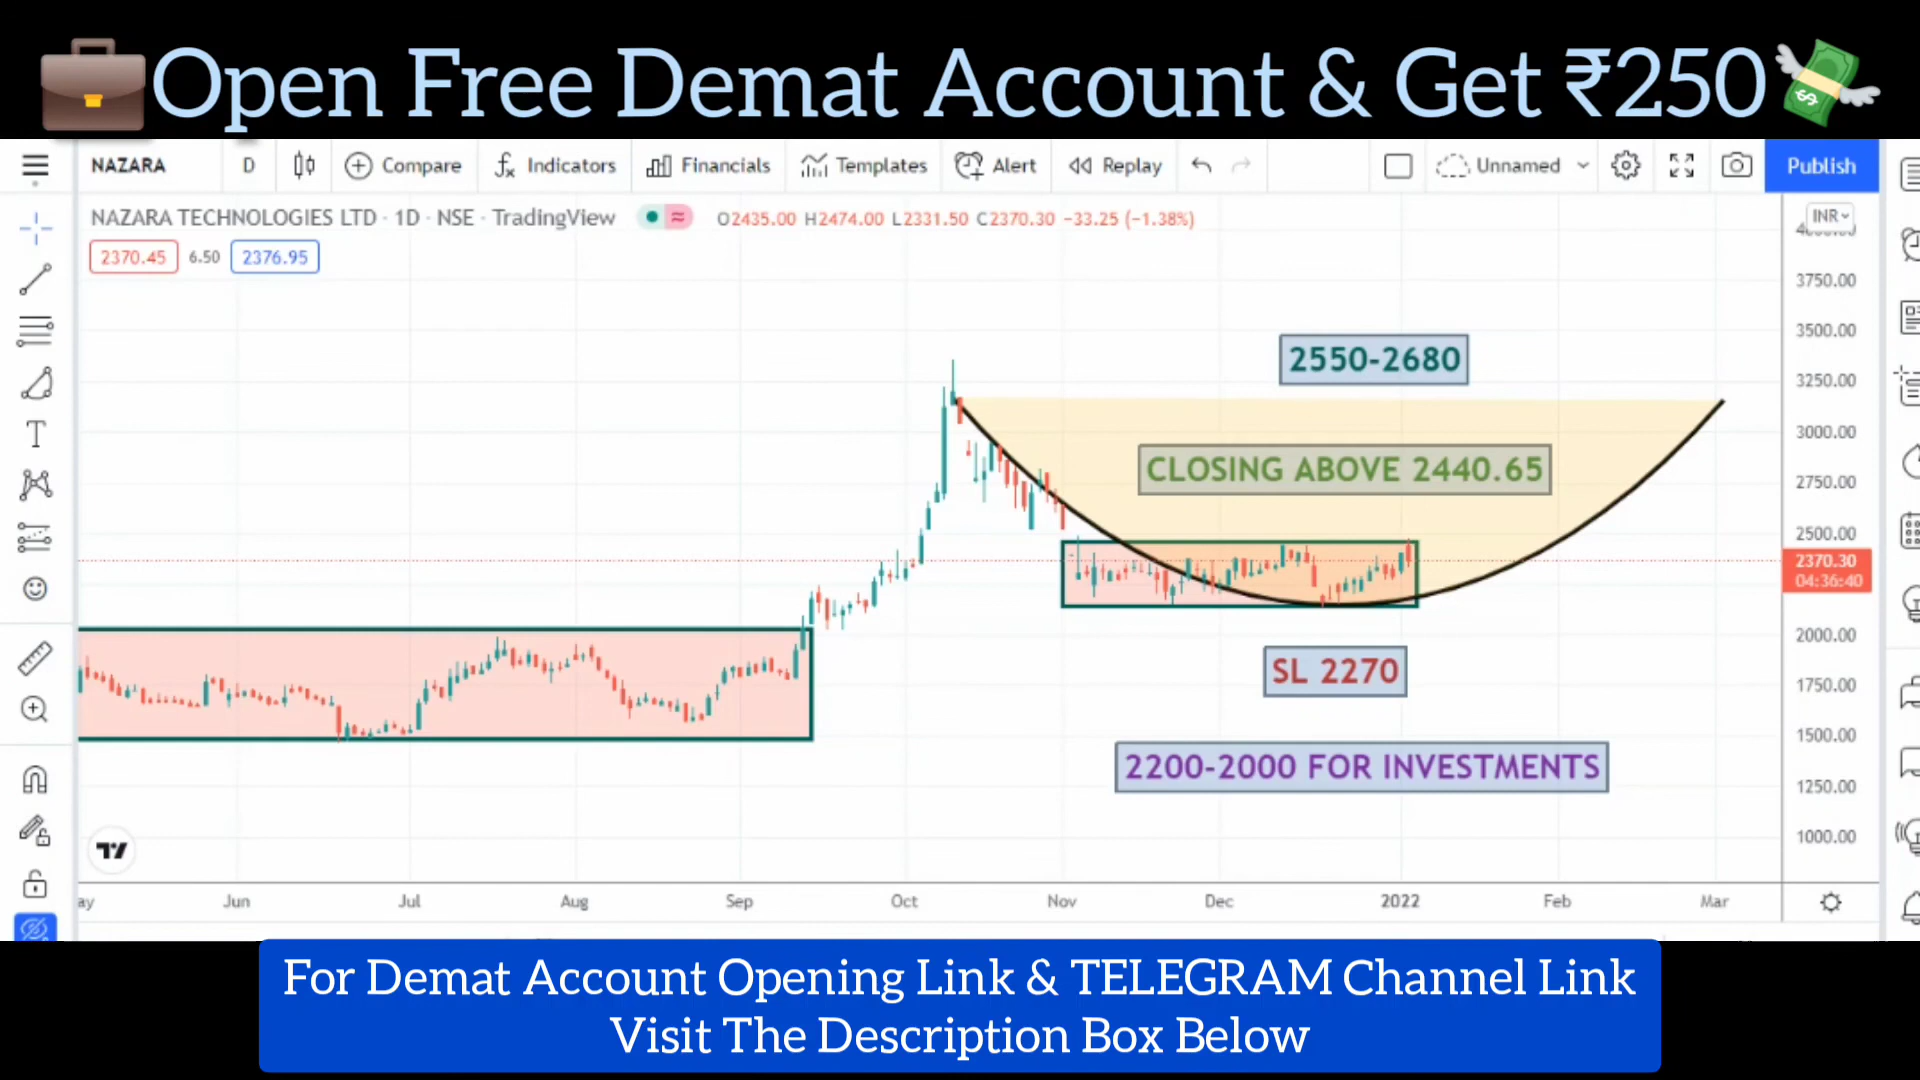 Open Free Demat Account & Get ₹250
NAZARA D Compare Indicators Financials Templates Alert Replay Unnamed Publish
NAZARA TECHNOLOGIES LTD · 1D · NSE · TradingView O2435.00 H2474.00 L2331.50 C2370.30 −33.25 (−1.38%)
INR
2370.45 6.50 2376.95
3750.00
3500.00
2550-2680
3250.00
3000.00
CLOSING ABOVE 2440.65
2750.00
2500.00
2370.30
04:36:40
2000.00
SL 2270
1750.00
1500.00
2200-2000 FOR INVESTMENTS
1250.00
1000.00
ay Jun Jul Aug Sep Oct Nov Dec 2022 Feb Mar
For Demat Account Opening Link & TELEGRAM Channel Link
Visit The Description Box Below